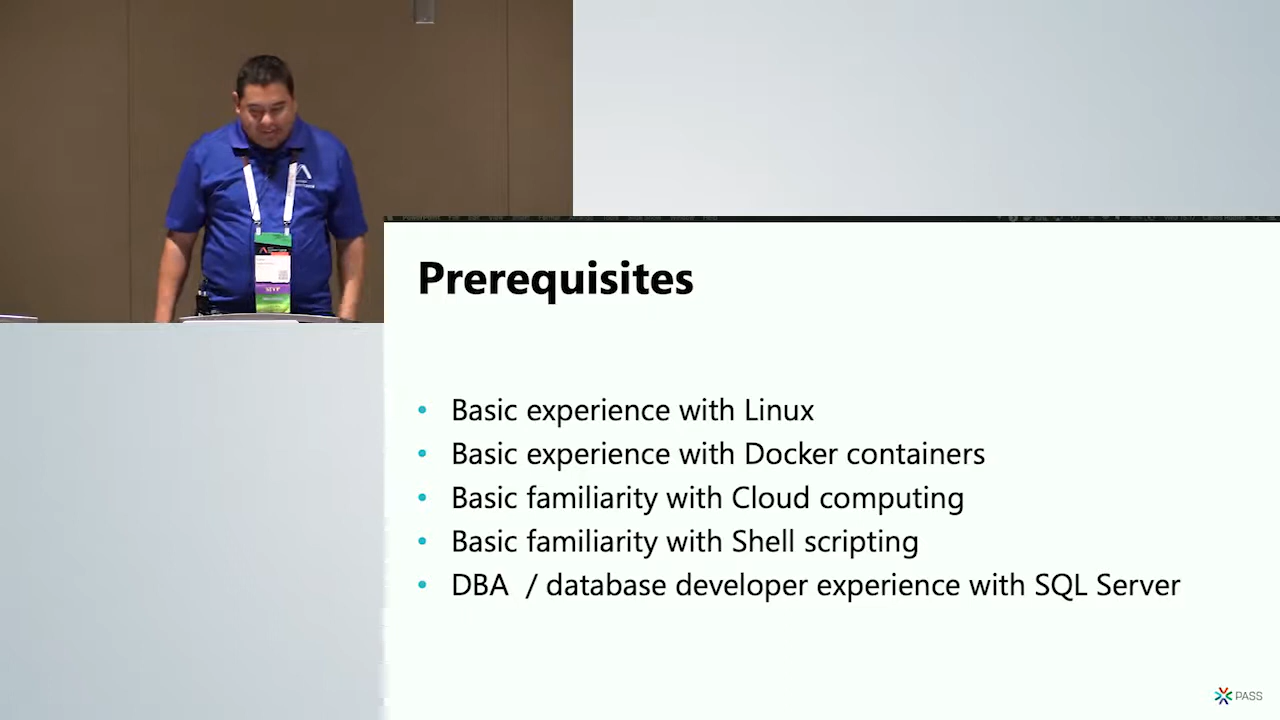 Prerequisites
• Basic experience with Linux
• Basic experience with Docker containers
• Basic familiarity with Cloud computing
• Basic familiarity with Shell scripting
• DBA / database developer experience with SQL Server
PASS